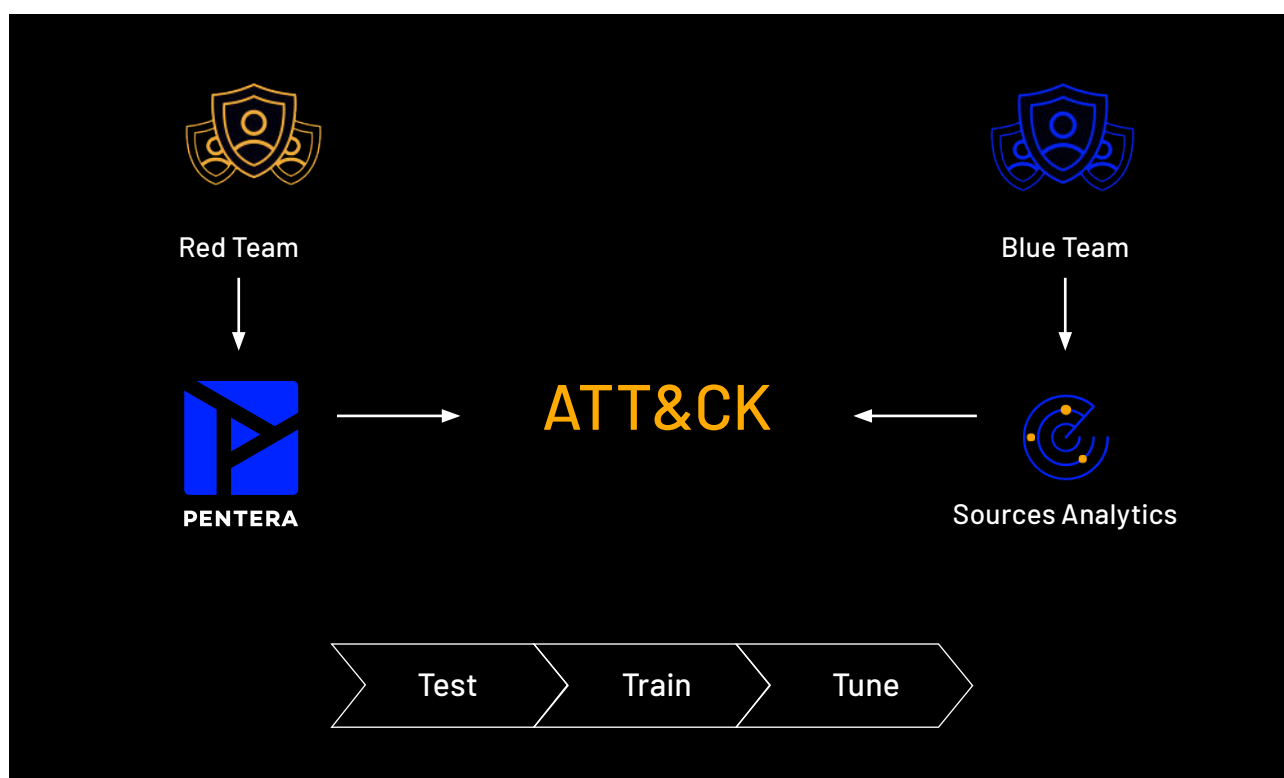 Red Team
Blue Team
ATT&CK
PENTERA
Sources Analytics
Test
Train
Tune